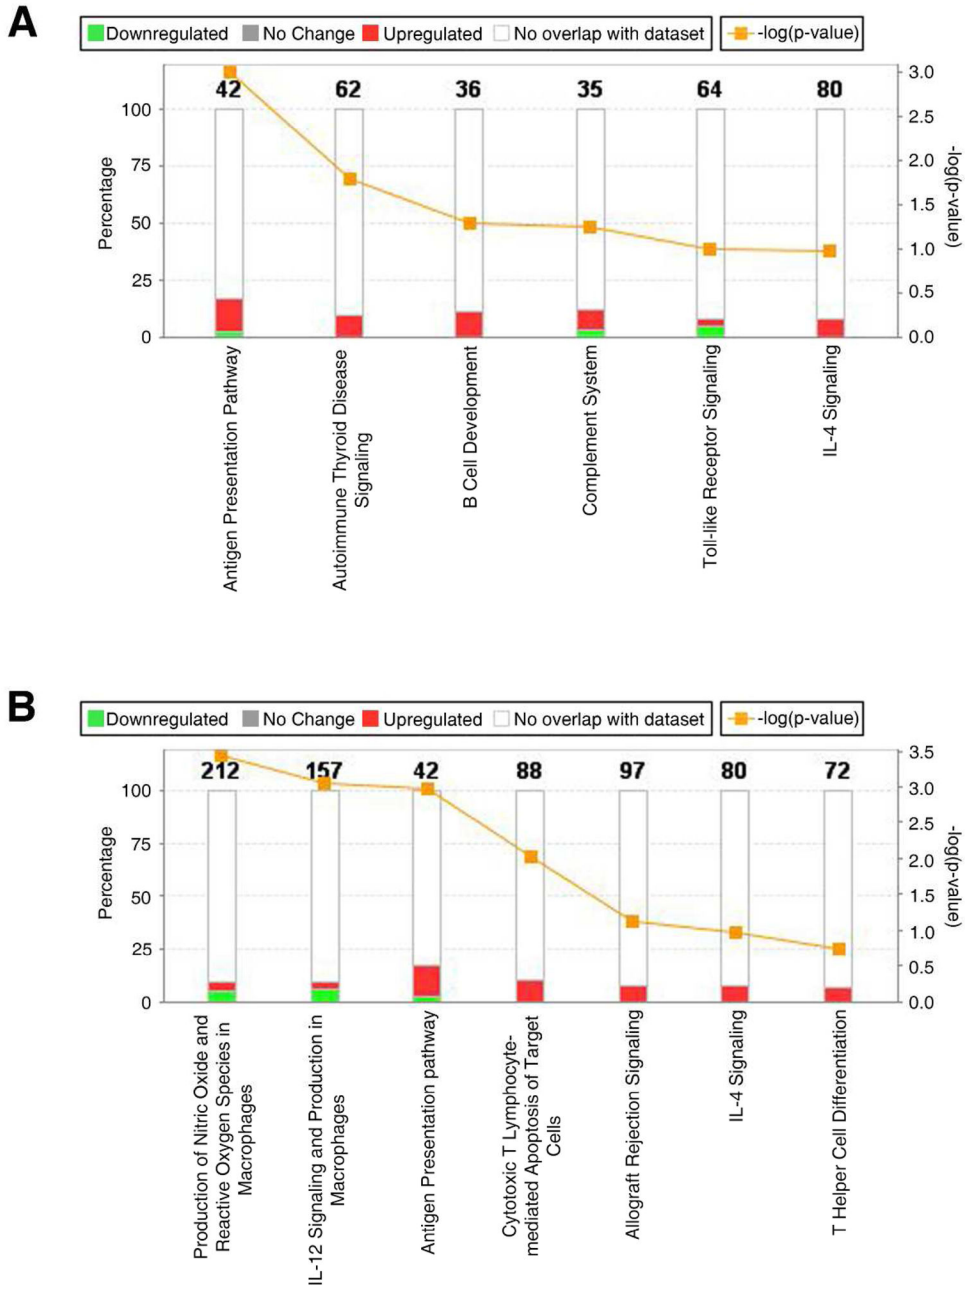 A
Downregulated No Change Upregulated No overlap with dataset -log(p-value)
42 62 36 35 64 80
100
75
50
25
0
Percentage
3.0
2.5
2.0
1.5
1.0
0.5
0.0
-log(p-value)
Antigen Presentation Pathway
Autoimmune Thyroid Disease
Signaling
B Cell Development
Complement System
Toll-like Receptor Signaling
IL-4 Signaling
B
Downregulated No Change Upregulated No overlap with dataset -log(p-value)
212 157 42 88 97 80 72
100
75
50
25
0
Percentage
3.5
3.0
2.5
2.0
1.5
1.0
0.5
0.0
-log(p-value)
Production of Nitric Oxide and
Reactive Oxygen Species in
Macrophages
IL-12 Signaling and Production in
Macrophages
Antigen Presentation pathway
Cytotoxic T Lymphocyte-
mediated Apoptosis of Target
Cells
Allograft Rejection Signaling
IL-4 Signaling
T Helper Cell Differentiation